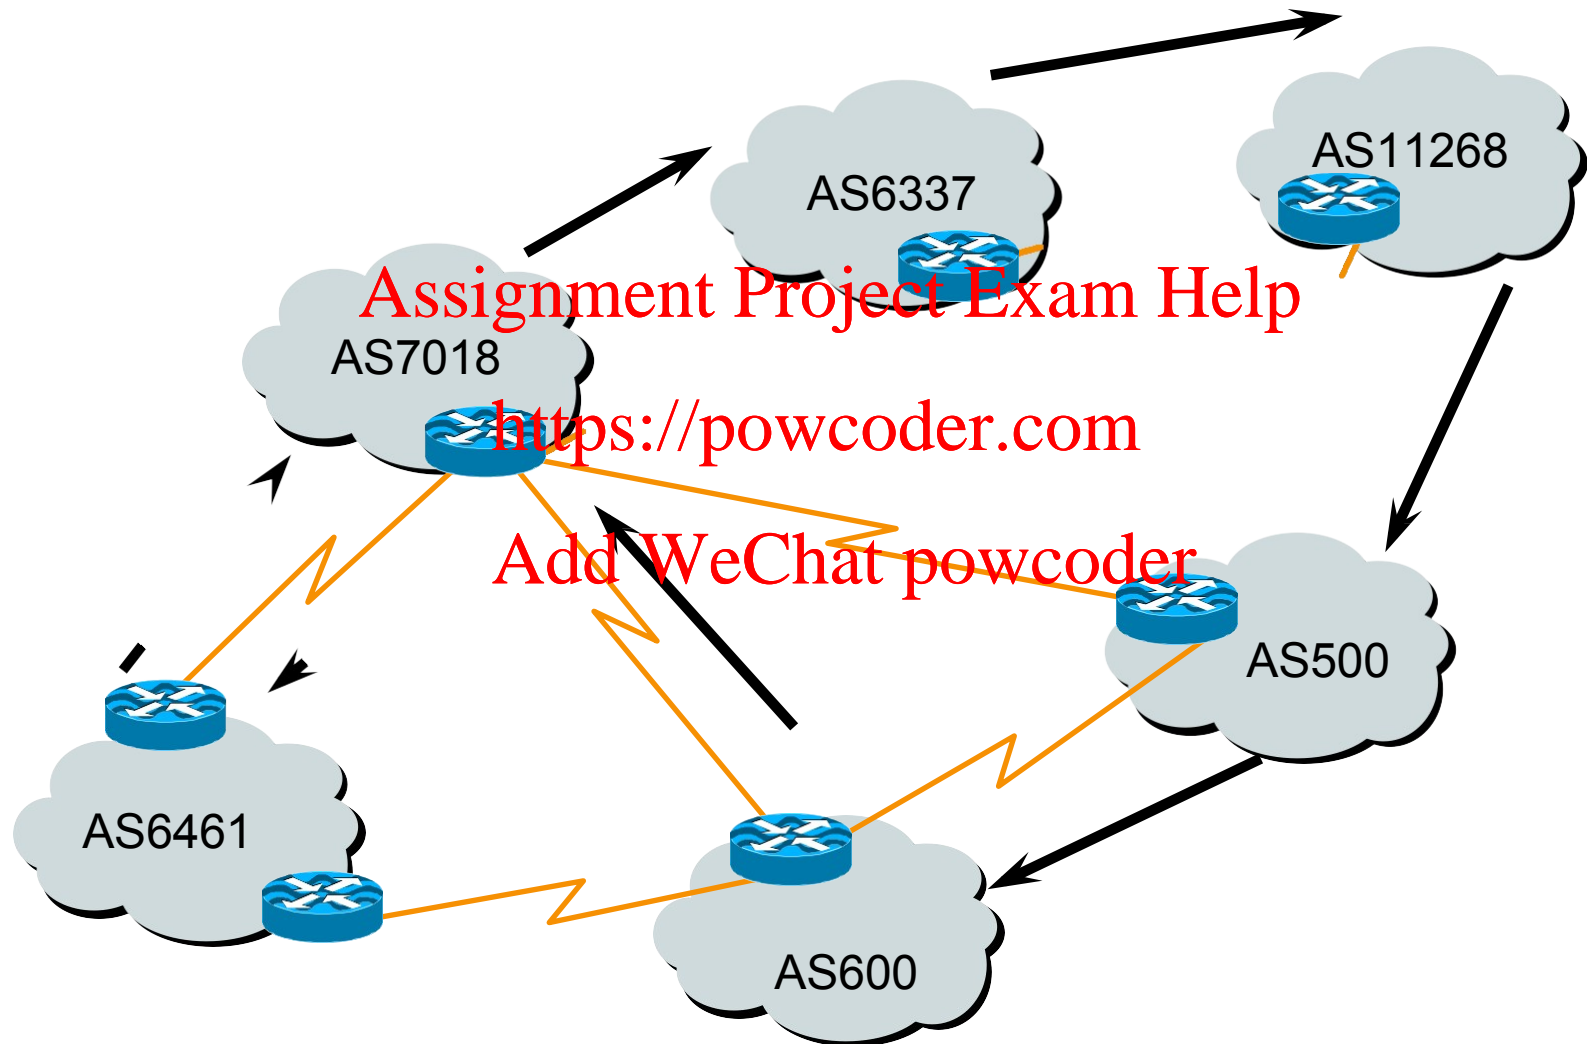 AS11268
AS6337
Assignment Project Exam Help
AS7018
https://powcoder.com
Add WeChat powcoder
AS500
AS6461
AS600